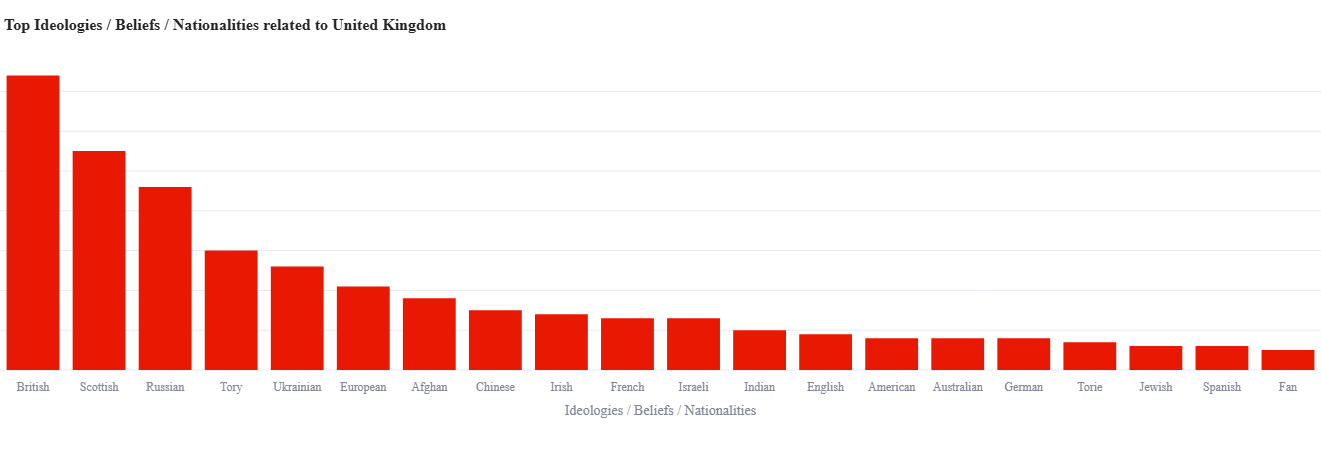 Top Ideologies / Beliefs / Nationalities related to United Kingdom
British Scottish Russian Tory Ukrainian European Afghan Chinese Irish French Israeli Indian English American Australian German Torie Jewish Spanish Fan
Ideologies / Beliefs / Nationalities